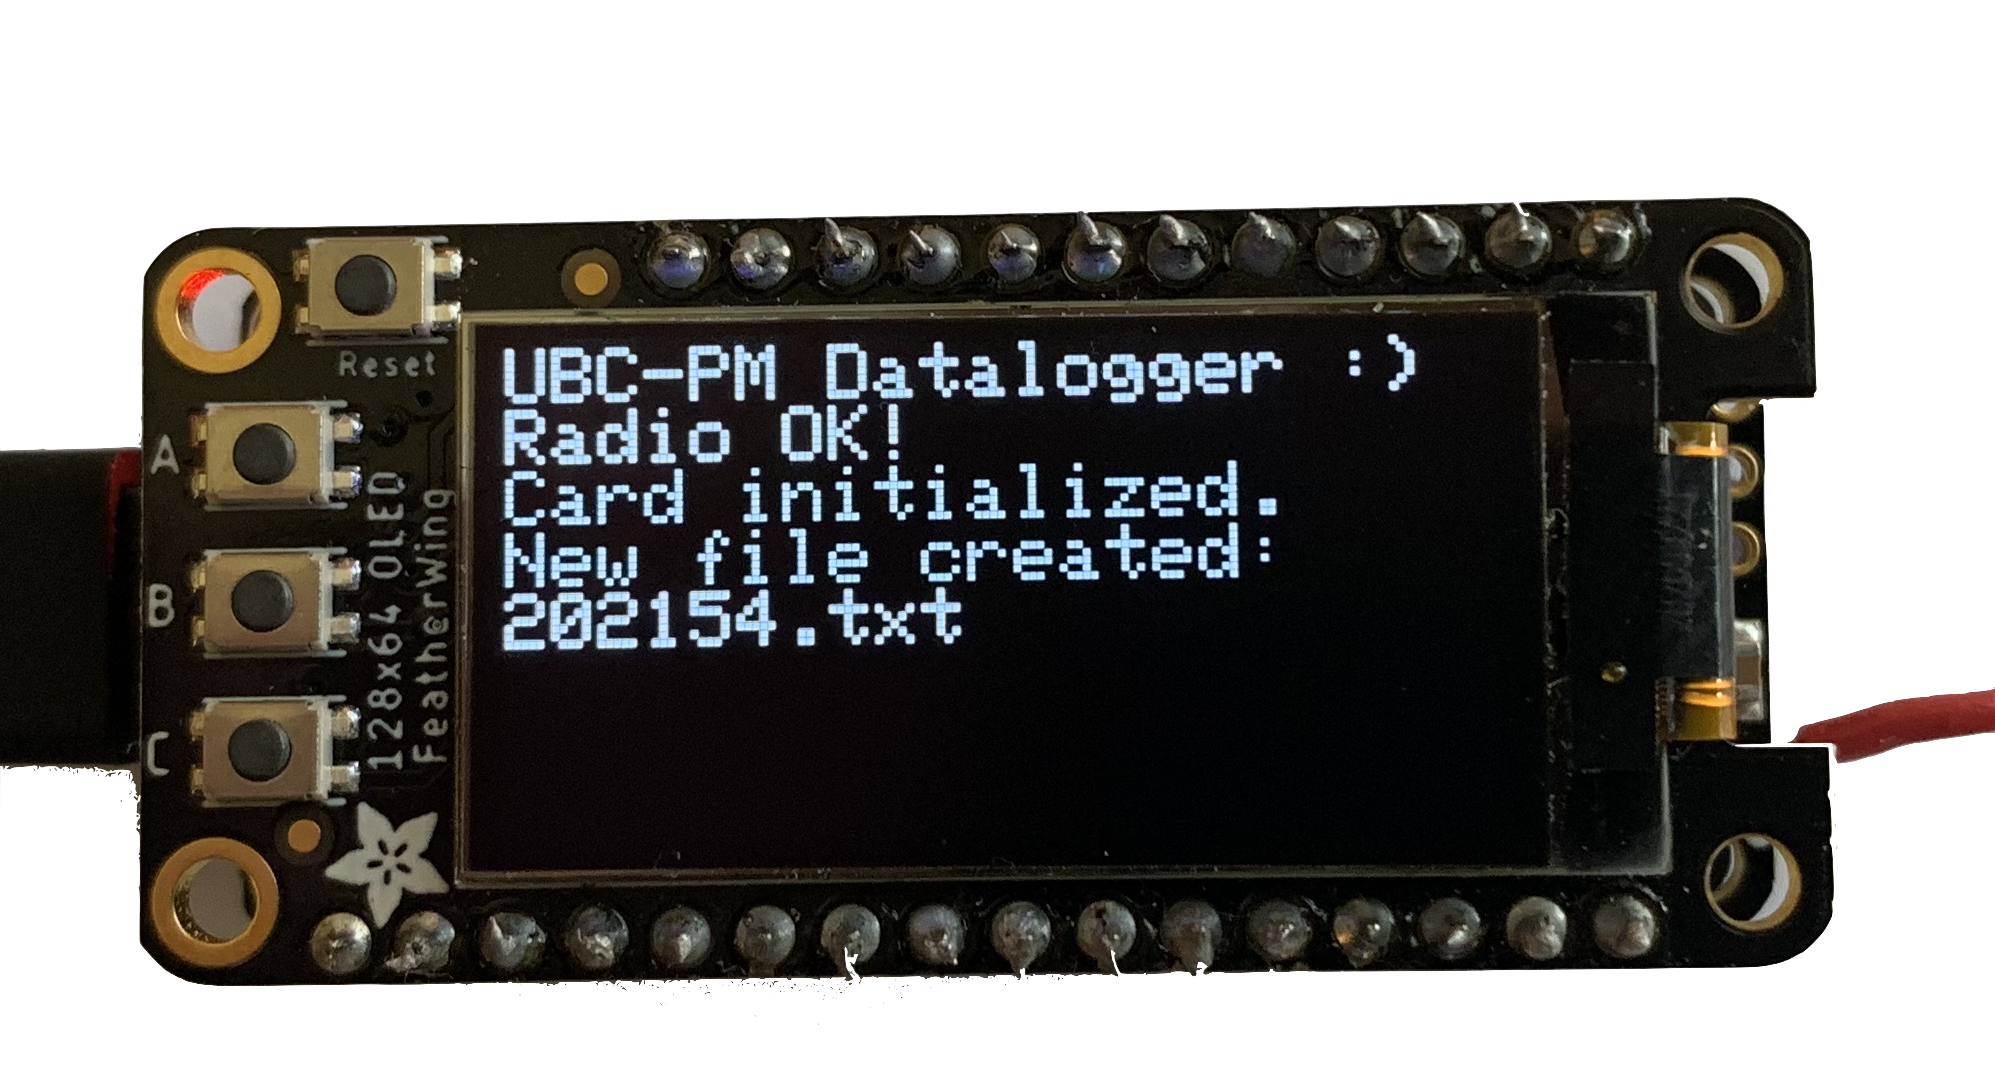 Reset
UBC-PM Datalogger :)
Radio OK!
Card initialized.
New file created:
202154.txt
A
B
C
128x64 OLED
FeatherWing